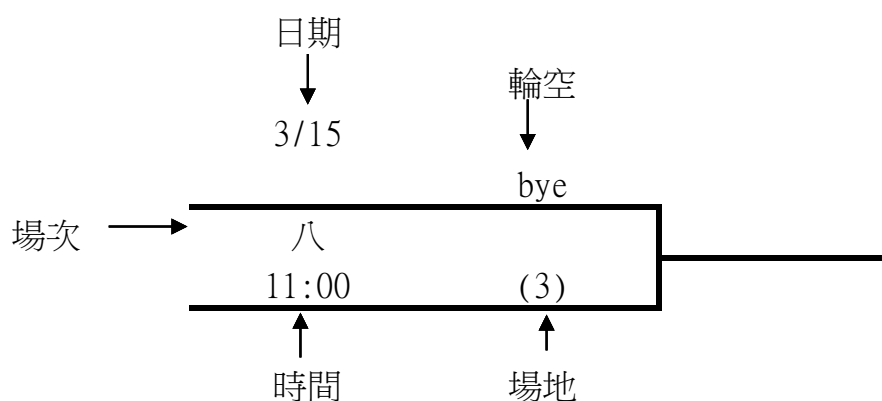 日期
輪空
3/15
bye
場次
八
11:00
(3)
時間
場地